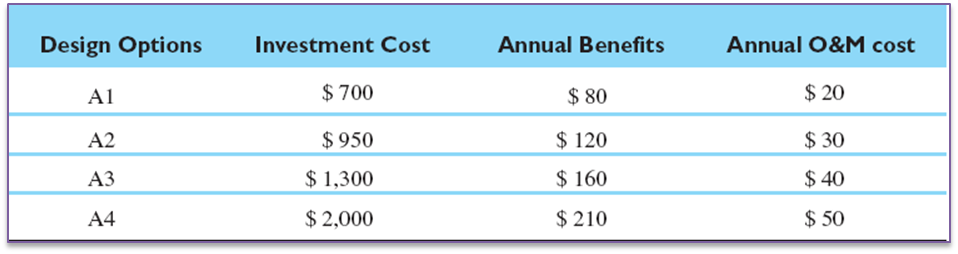 Design Options Investment Cost Annual Benefits Annual O&M cost
A1 $ 700 $ 80 $ 20
A2 $ 950 $ 120 $ 30
A3 $ 1,300 $ 160 $ 40
A4 $ 2,000 $ 210 $ 50